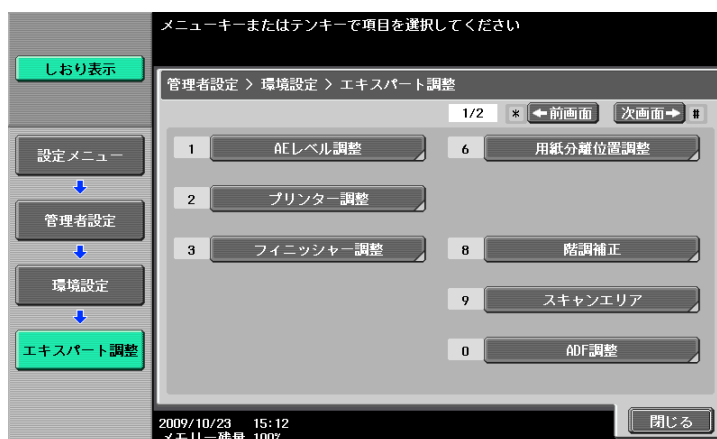 メニューキーまたはテンキーで項目を選択してください
しおり表示
管理者設定 > 環境設定 > エキスパート調整
1/2 * ←前画面 次画面→ #
設定メニュー
管理者設定
環境設定
エキスパート調整
1 AEレベル調整
6 用紙分離位置調整
2 プリンター調整
3 フィニッシャー調整
8 階調補正
9 スキャンエリア
0 ADF調整
2009/10/23 15:12
メモリー残量 100%
閉じる